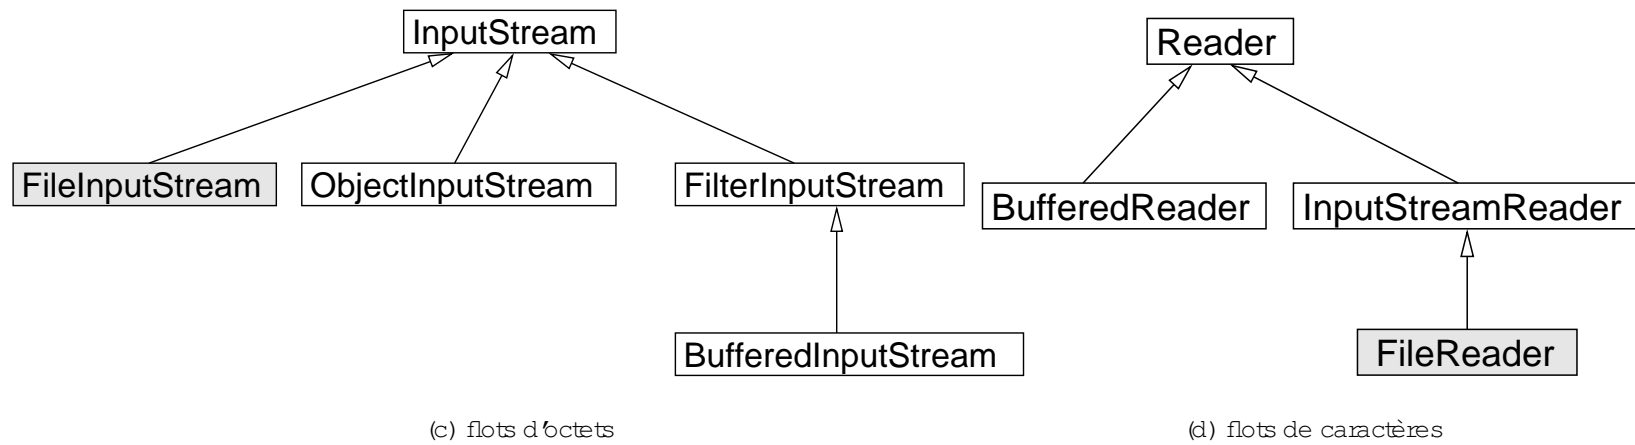 InputStream
FileInputStream
ObjectInputStream
FilterInputStream
BufferedInputStream
(c) flots d'octets
Reader
BufferedReader
InputStreamReader
FileReader
(d) flots de caractères